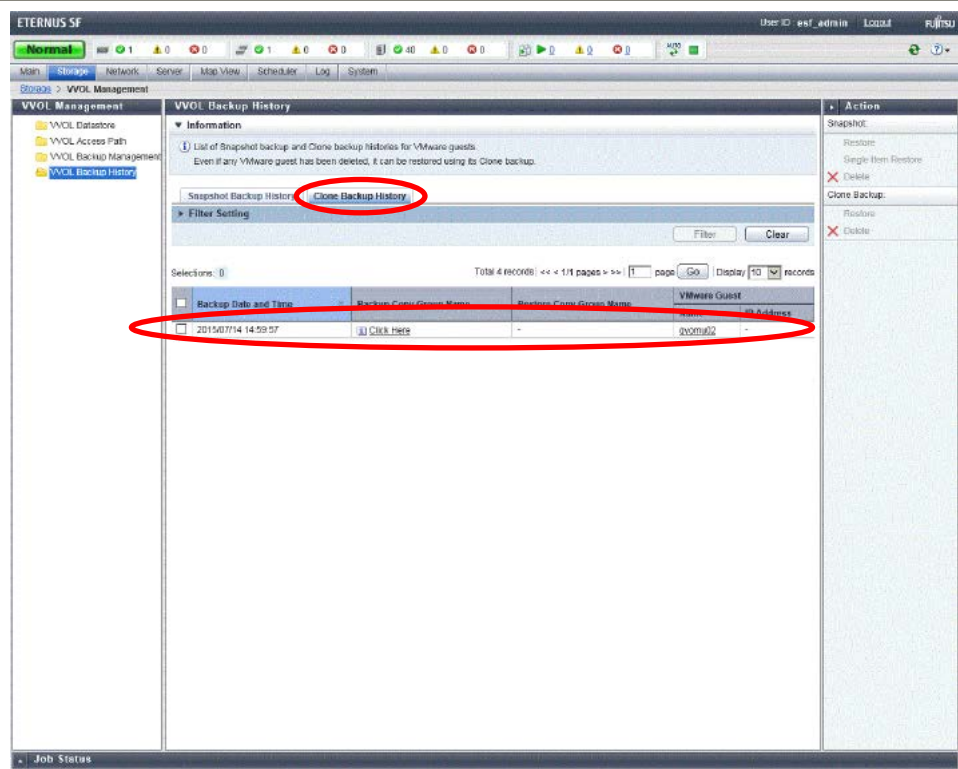 ETERNUS SF
User ID : esf_admin Logout FUJITSU
Normal 1 0 0 1 0 0 40 0 0 0 0 0 AUTO
Main Storage Network Server Map View Scheduler Log System
Storage > VVOL Management
VVOL Management
VVOL Datastore
VVOL Access Path
VVOL Backup Management
VVOL Backup History
VVOL Backup History
Information
List of Snapshot backup and Clone backup histories for VMware guests.
Even if any VMware guest has been deleted, it can be restored using its Clone backup.
Snapshot Backup History Clone Backup History
Filter Setting
Filter Clear
Selections: 0 Total 4 records| << < 1/1 pages > >> | 1 page Go | Display 10 records
Backup Date and Time Backup Copy Group Name Restore Copy Group Name VMware Guest
Name IP Address
2015/07/14 14:59:57 Click Here - gyomu02 -
Action
Snapshot:
Restore
Single Item Restore
Delete
Clone Backup:
Restore
Delete
Job Status